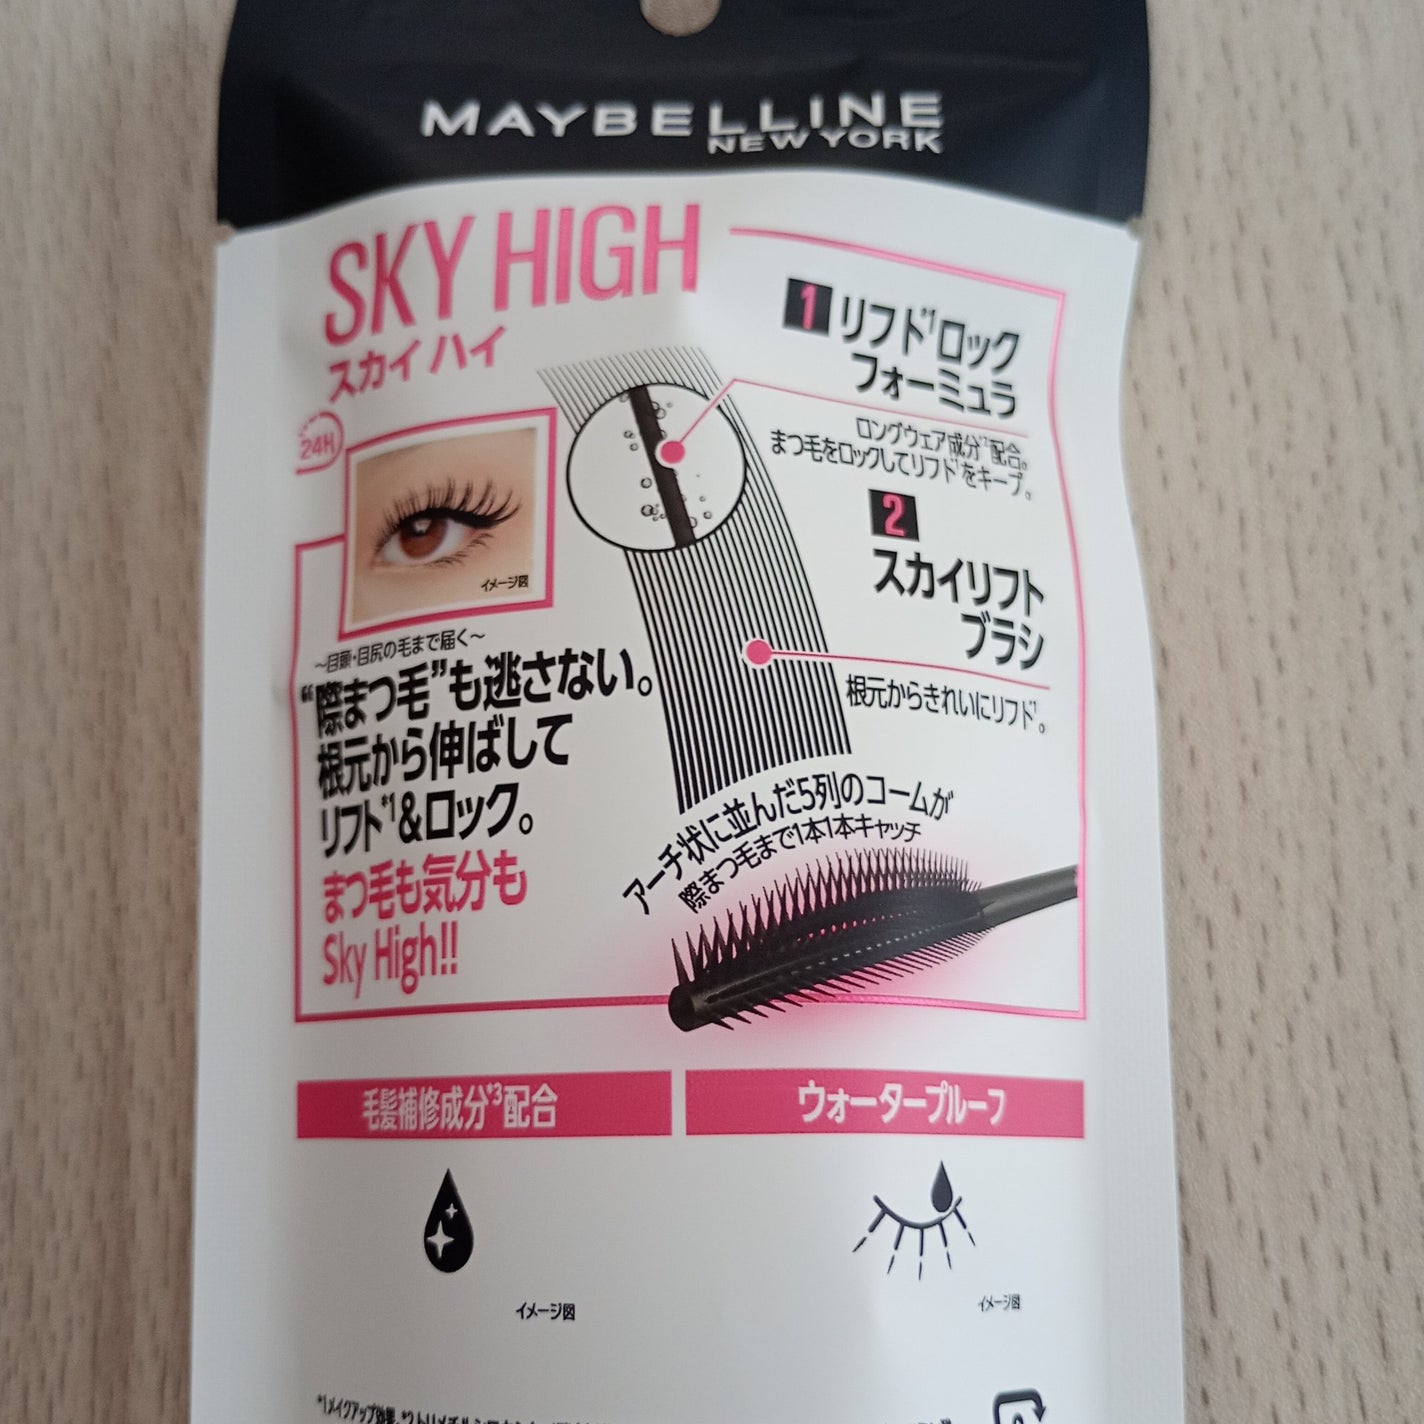 MAYBELLINE
NEW YORK
SKY HIGH
スカイ ハイ
24H
イメージ図
~目頭・目尻の毛まで届く~
"際まつ毛"も逃さない。
根元から伸ばして
リフト*1&ロック。
まつ毛も気分も
Sky High!!
1 リフト*1ロック
フォーミュラ
ロングウェア成分*2配合。
まつ毛をロックしてリフト*1をキープ。
2
スカイリフト
ブラシ
根元からきれいにリフト*1。
アーチ状に並んだ5列のコームが
際まつ毛まで1本1本キャッチ
毛髪補修成分*3配合
イメージ図
ウォータープルーフ
イメージ図
*1メイクアップ効果